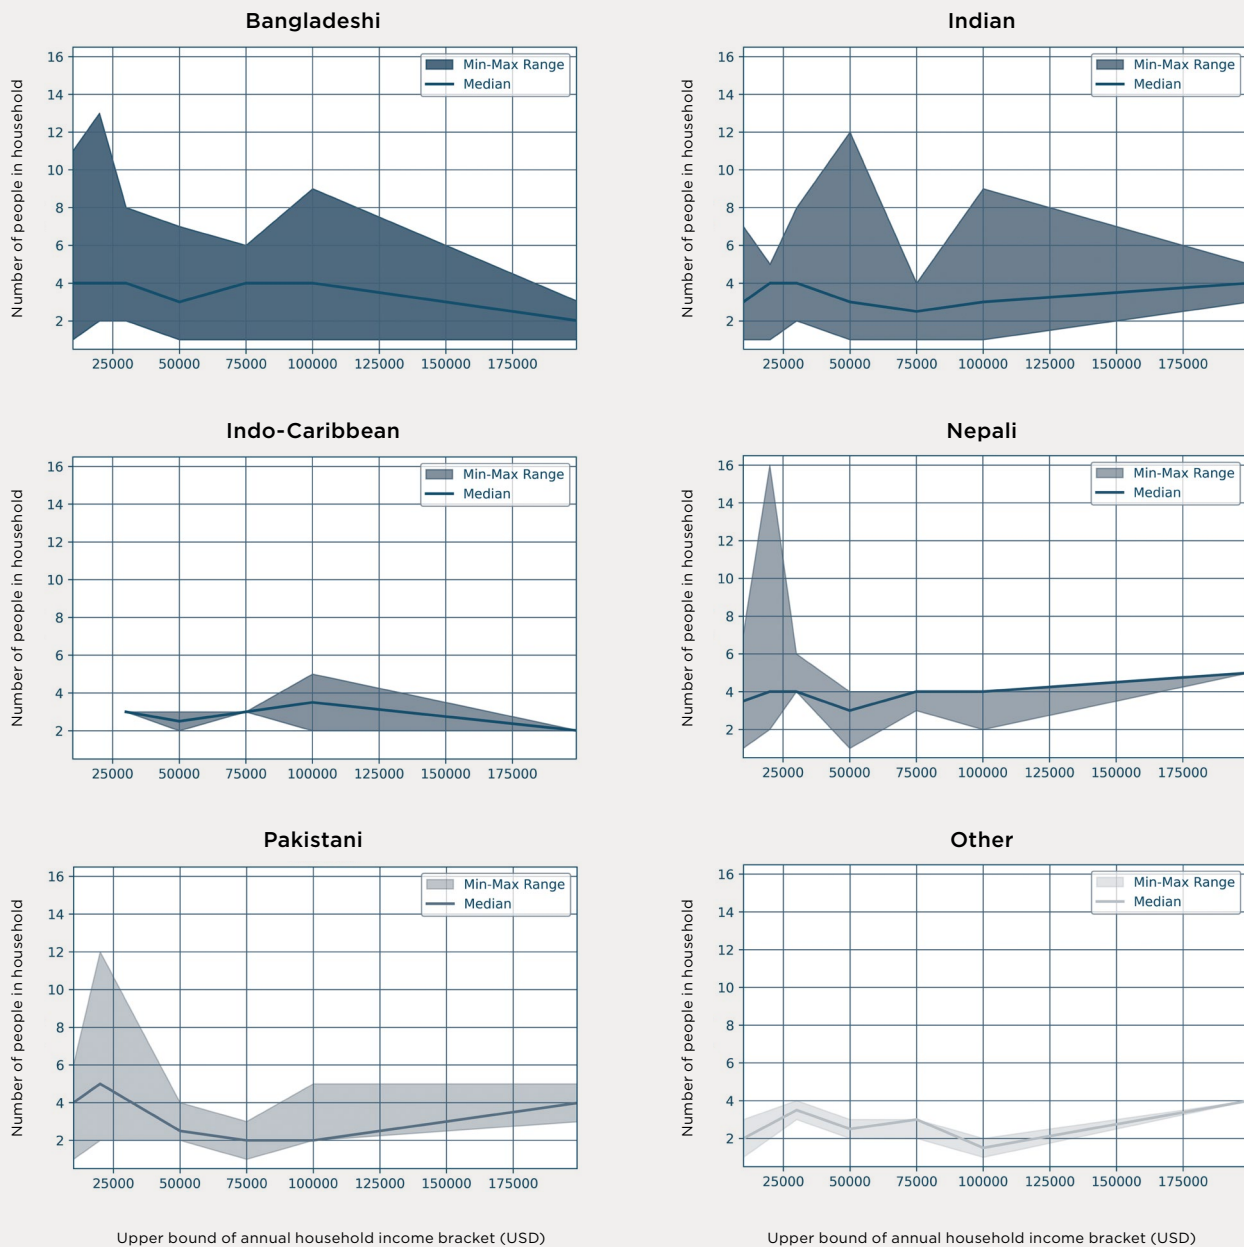 Bangladeshi
Number of people in household
16
14
12
10
8
6
4
2
Min-Max Range
Median
25000 50000 75000 100000 125000 150000 175000
Indian
Number of people in household
16
14
12
10
8
6
4
2
Min-Max Range
Median
25000 50000 75000 100000 125000 150000 175000
Indo-Caribbean
Number of people in household
16
14
12
10
8
6
4
2
Min-Max Range
Median
25000 50000 75000 100000 125000 150000 175000
Nepali
Number of people in household
16
14
12
10
8
6
4
2
Min-Max Range
Median
25000 50000 75000 100000 125000 150000 175000
Pakistani
Number of people in household
16
14
12
10
8
6
4
2
Min-Max Range
Median
25000 50000 75000 100000 125000 150000 175000
Upper bound of annual household income bracket (USD)
Other
Number of people in household
16
14
12
10
8
6
4
2
Min-Max Range
Median
25000 50000 75000 100000 125000 150000 175000
Upper bound of annual household income bracket (USD)